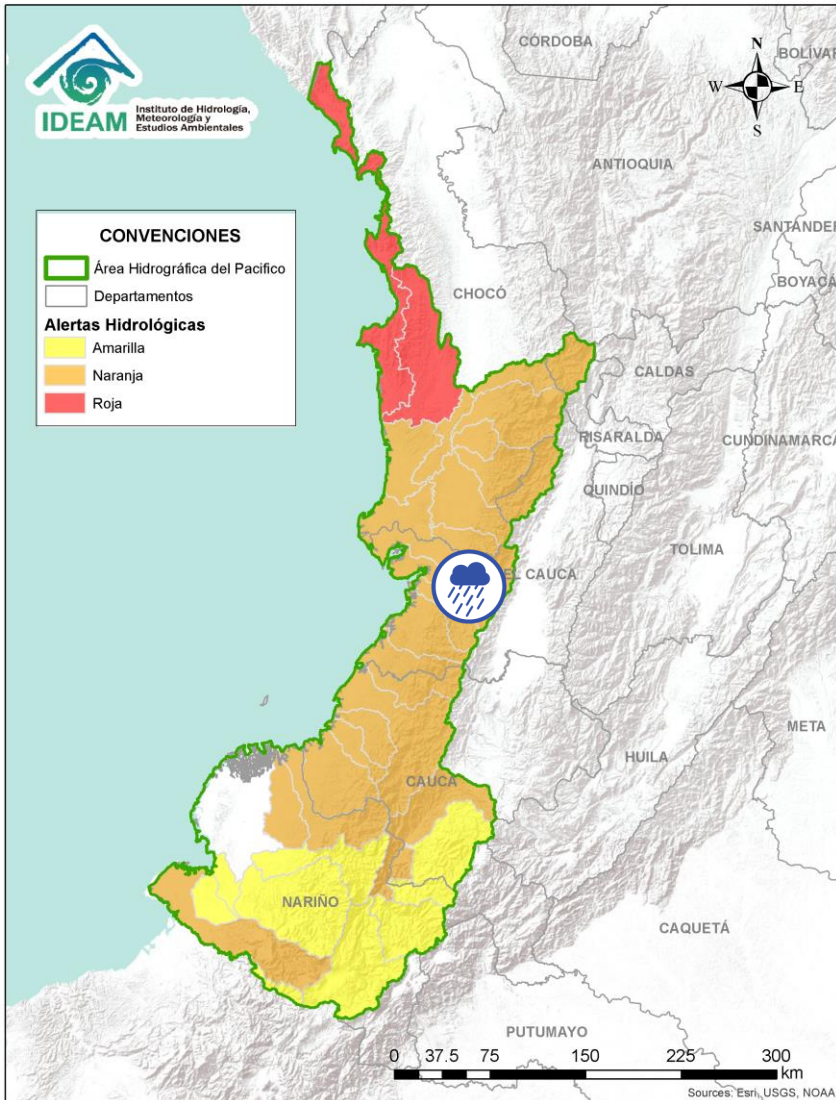 IDEAM
Instituto de Hidrología,
Meteorología y
Estudios Ambientales
CÓRDOBA
BOLÍVAR
N
W
E
S
ANTIOQUIA
SANTANDER
BOYACÁ
CONVENCIONES
Área Hidrográfica del Pacifico
Departamentos
Alertas Hidrológicas
Amarilla
Naranja
Roja
CHOCÓ
CALDAS
RISARALDA
CUNDINAMARCA
QUINDÍO
TOLIMA
EL CAUCA
META
HUILA
CAUCA
NARIÑO
CAQUETÁ
PUTUMAYO
0 37.5 75 150 225 300
km
Sources: Esri, USGS, NOAA